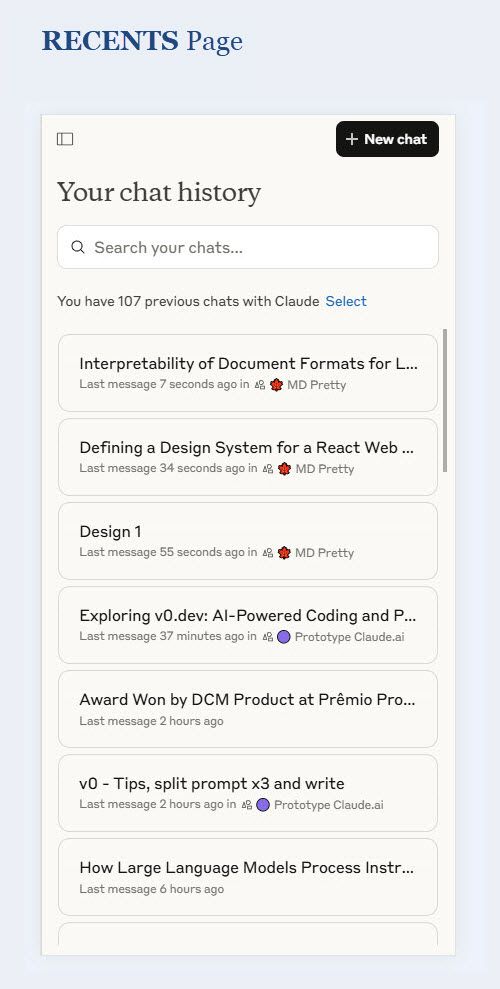 RECENTS Page
New chat
Your chat history
Search your chats...
You have 107 previous chats with Claude Select
Interpretability of Document Formats for L...
Last message 7 seconds ago in MD Pretty
Defining a Design System for a React Web ...
Last message 34 seconds ago in MD Pretty
Design 1
Last message 55 seconds ago in MD Pretty
Exploring v0.dev: AI-Powered Coding and P...
Last message 37 minutes ago in Prototype Claude.ai
Award Won by DCM Product at Prêmio Pro...
Last message 2 hours ago
v0 - Tips, split prompt x3 and write
Last message 2 hours ago in Prototype Claude.ai
How Large Language Models Process Instr...
Last message 6 hours ago